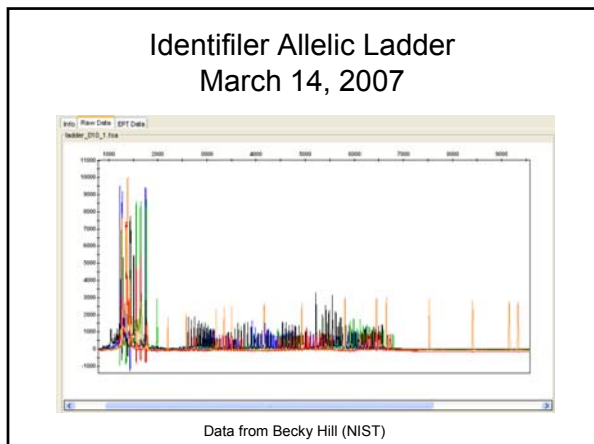 Identifiler Allelic Ladder
March 14, 2007
Info Raw Data EPT Data
ladder_D10_1.fsa
1000 2000 3000 4000 5000 6000 7000 8000 9000
11000
10000
9000
8000
7000
6000
5000
4000
3000
2000
1000
0
-1000
Data from Becky Hill (NIST)